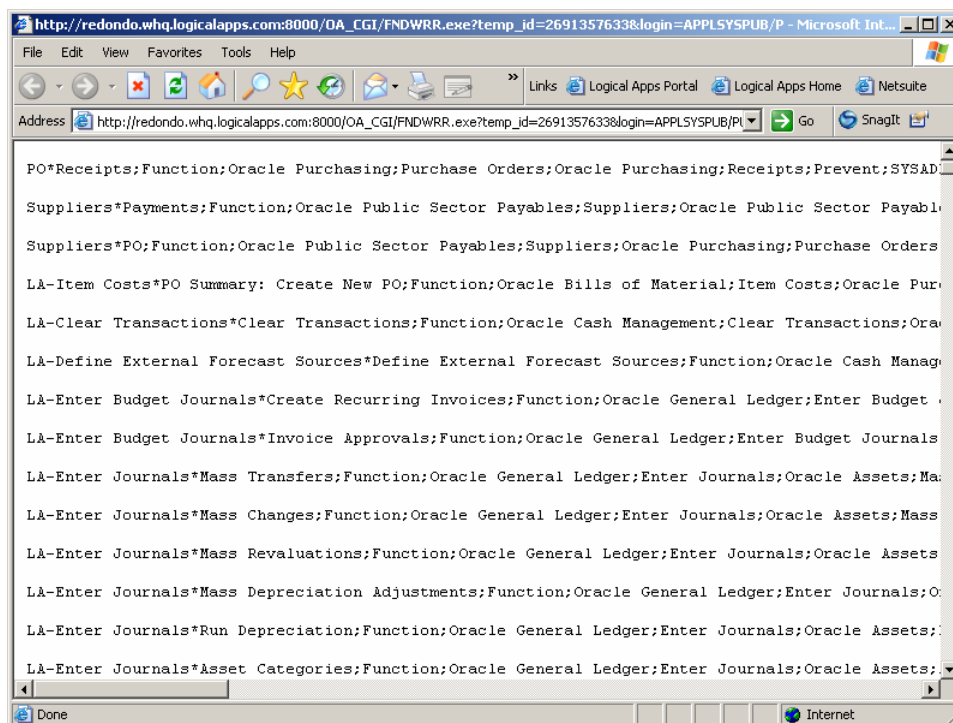 http://redondo.whq.logicalapps.com:8000/OA_CGI/FNDWRR.exe?temp_id=2691357633&login=APPLSYSPUB/P - Microsoft Int...
File Edit View Favorites Tools Help
» Links Logical Apps Portal Logical Apps Home Netsuite
Address http://redondo.whq.logicalapps.com:8000/OA_CGI/FNDWRR.exe?temp_id=2691357633&login=APPLSYSPUB/PU Go SnagIt
PO*Receipts;Function;Oracle Purchasing;Purchase Orders;Oracle Purchasing;Receipts;Prevent;SYSAD
Suppliers*Payments;Function;Oracle Public Sector Payables;Suppliers;Oracle Public Sector Payabl
Suppliers*PO;Function;Oracle Public Sector Payables;Suppliers;Oracle Purchasing;Purchase Orders
LA-Item Costs*PO Summary: Create New PO;Function;Oracle Bills of Material;Item Costs;Oracle Pur
LA-Clear Transactions*Clear Transactions;Function;Oracle Cash Management;Clear Transactions;Ora
LA-Define External Forecast Sources*Define External Forecast Sources;Function;Oracle Cash Manag
LA-Enter Budget Journals*Create Recurring Invoices;Function;Oracle General Ledger;Enter Budget
LA-Enter Budget Journals*Invoice Approvals;Function;Oracle General Ledger;Enter Budget Journals
LA-Enter Journals*Mass Transfers;Function;Oracle General Ledger;Enter Journals;Oracle Assets;Ma
LA-Enter Journals*Mass Changes;Function;Oracle General Ledger;Enter Journals;Oracle Assets;Mass
LA-Enter Journals*Mass Revaluations;Function;Oracle General Ledger;Enter Journals;Oracle Assets
LA-Enter Journals*Mass Depreciation Adjustments;Function;Oracle General Ledger;Enter Journals;O
LA-Enter Journals*Run Depreciation;Function;Oracle General Ledger;Enter Journals;Oracle Assets;
LA-Enter Journals*Asset Categories;Function;Oracle General Ledger;Enter Journals;Oracle Assets;
Done Internet